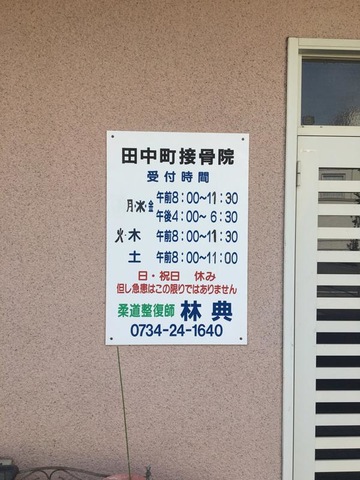 田中町接骨院
受付時間
月・水・金 午前8:00〜11:30
午後4:00〜6:30
火・木 午前8:00〜11:30
土 午前8:00〜11:00
日・祝日 休み
但し急患はこの限りではありません
柔道整復師 林 典
0734-24-1640